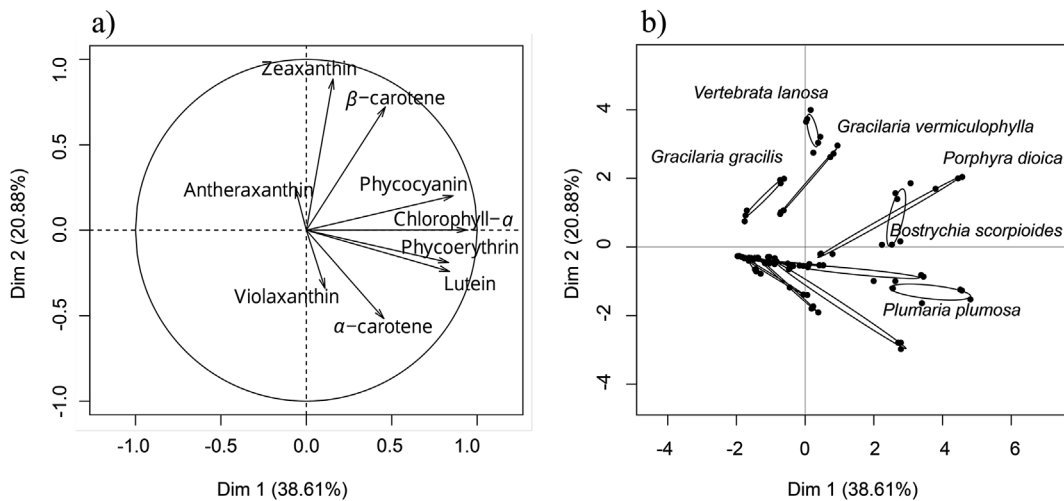 a)
Zeaxanthin
β−carotene
Antheraxanthin
Phycocyanin
Chlorophyll-α
Phycoerythrin
Lutein
Violaxanthin
α−carotene
1.0
0.5
0.0
-0.5
-1.0
Dim 2 (20.88%)
-1.0
-0.5
0.0
0.5
1.0
Dim 1 (38.61%)
b)
Vertebrata lanosa
Gracilaria vermiculophylla
Gracilaria gracilis
Porphyra dioica
Bostrychia scorpioides
Plumaria plumosa
4
2
0
-2
-4
Dim 2 (20.88%)
-4
-2
0
2
4
6
Dim 1 (38.61%)